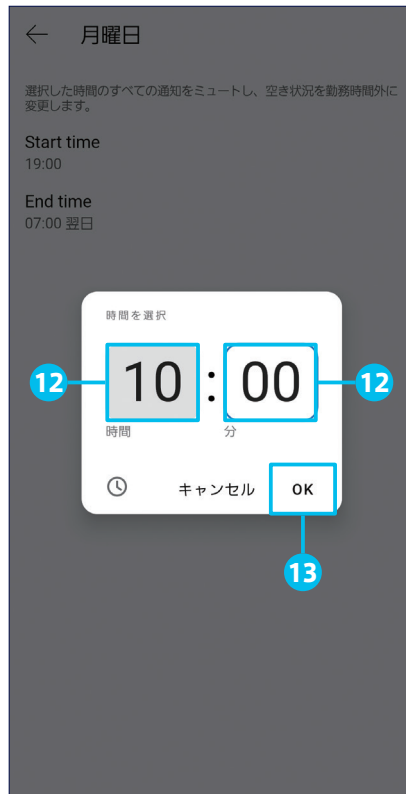 月曜日
選択した時間のすべての通知をミュートし、空き状況を勤務時間外に
変更します。
Start time
19:00
End time
07:00 翌日
時間を選択
12 10 : 00 12
時間 分
キャンセル OK
13